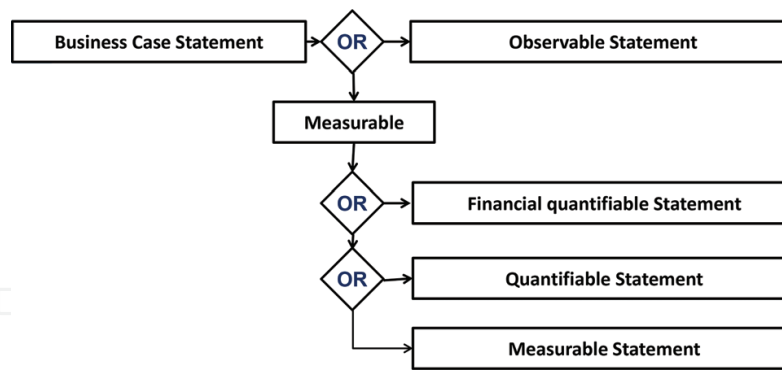 Business Case Statement
OR
Observable Statement
Measurable
OR
Financial quantifiable Statement
OR
Quantifiable Statement
Measurable Statement